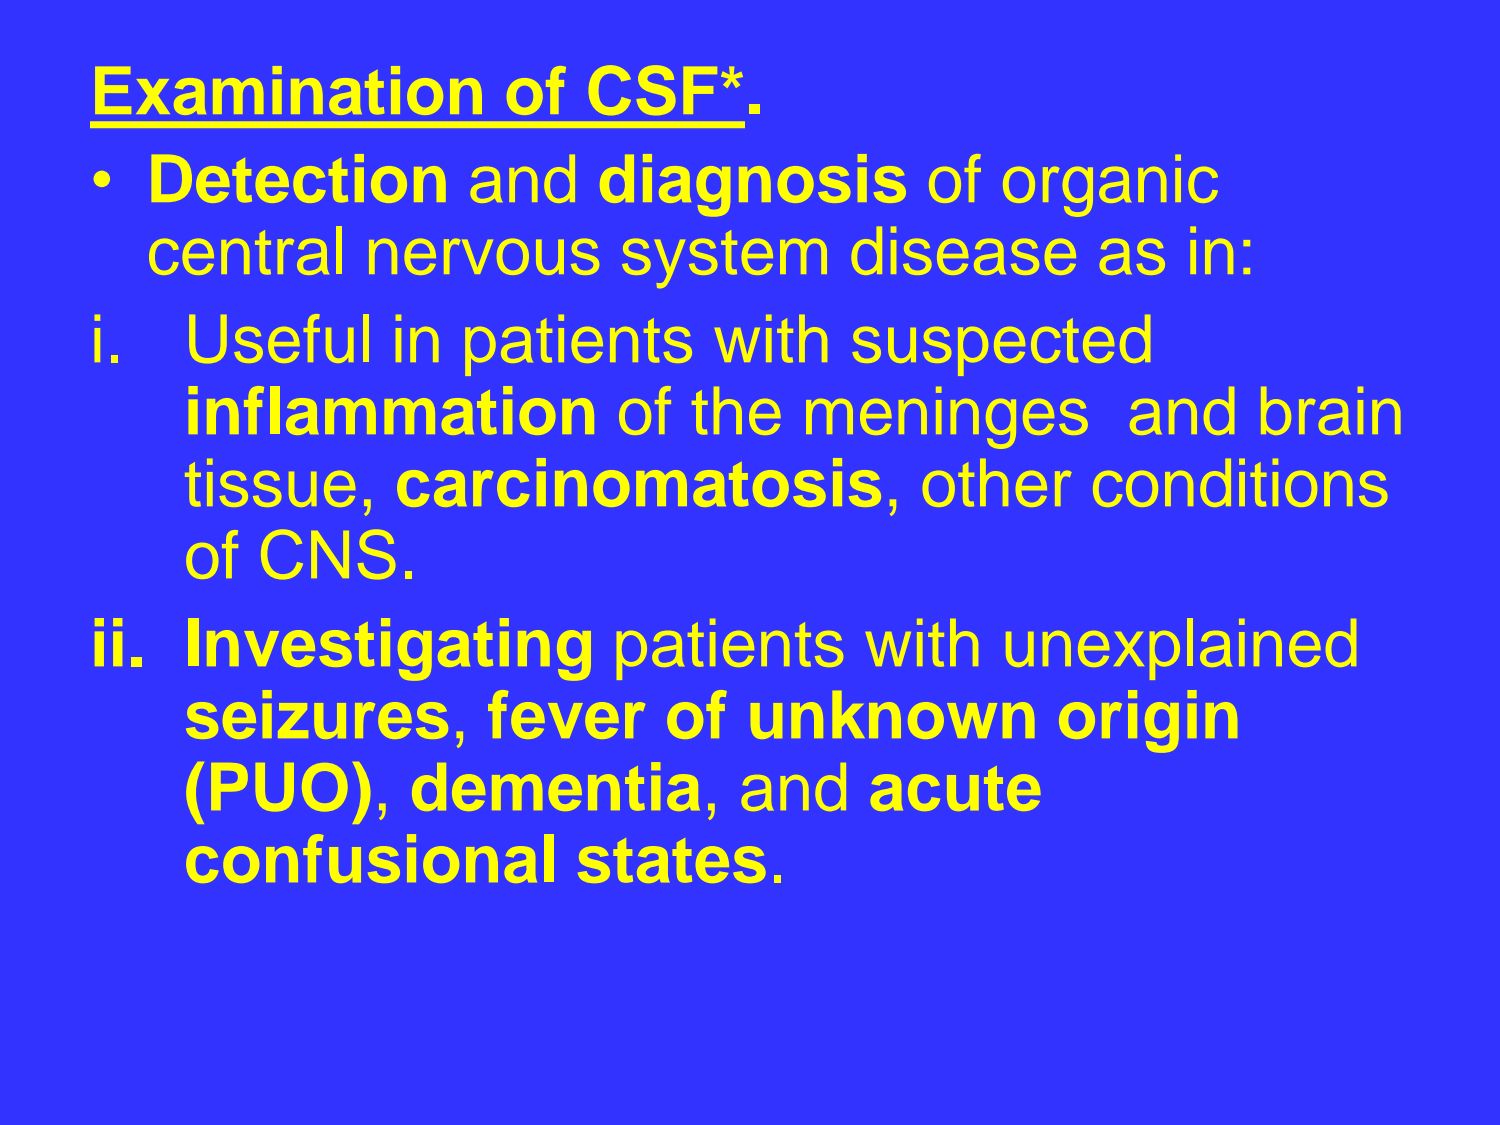 Examination of CSF*.
• Detection and diagnosis of organic
central nervous system disease as in:
i. Useful in patients with suspected
inflammation of the meninges  and brain
tissue, carcinomatosis, other conditions
of CNS.
ii. Investigating patients with unexplained
seizures, fever of unknown origin
(PUO), dementia, and acute
confusional states.